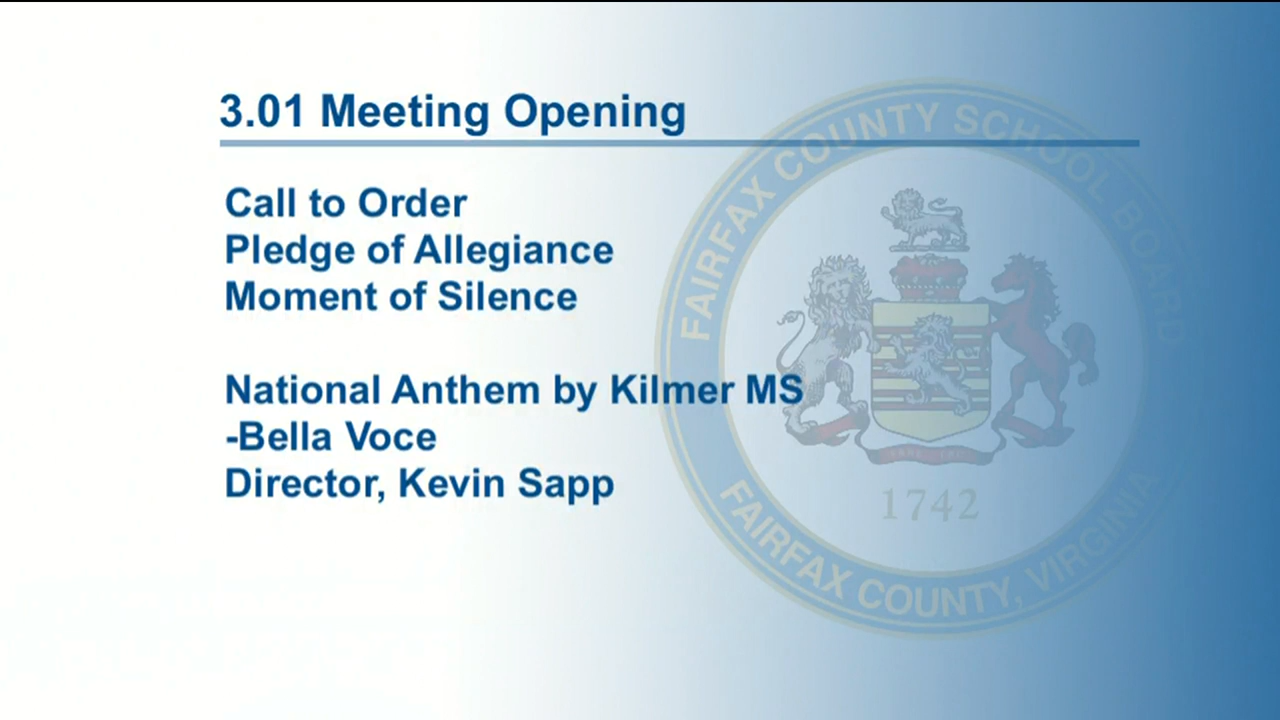 3.01 Meeting Opening
Call to Order
Pledge of Allegiance
Moment of Silence
National Anthem by Kilmer MS
-Bella Voce
Director, Kevin Sapp
FAIRFAX COUNTY SCHOOL BOARD
1742
FAIRFAX COUNTY, VIRGINIA